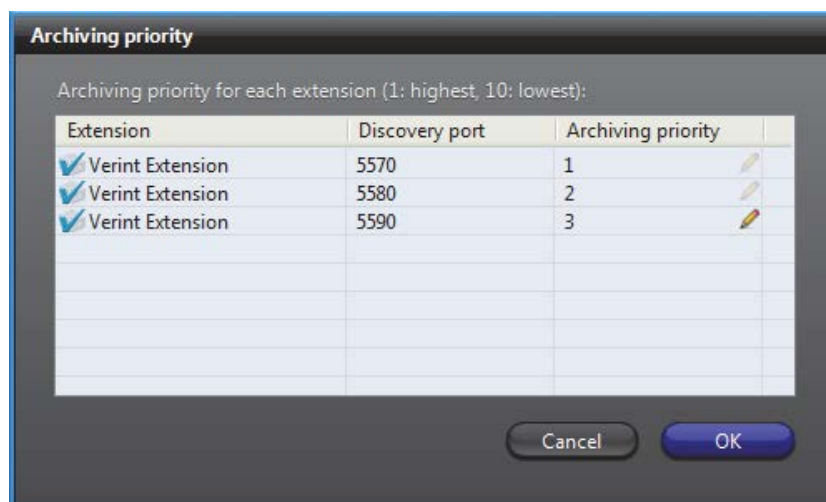 Archiving priority
Archiving priority for each extension (1: highest, 10: lowest):
Extension Discovery port Archiving priority
Verint Extension 5570 1
Verint Extension 5580 2
Verint Extension 5590 3
Cancel OK